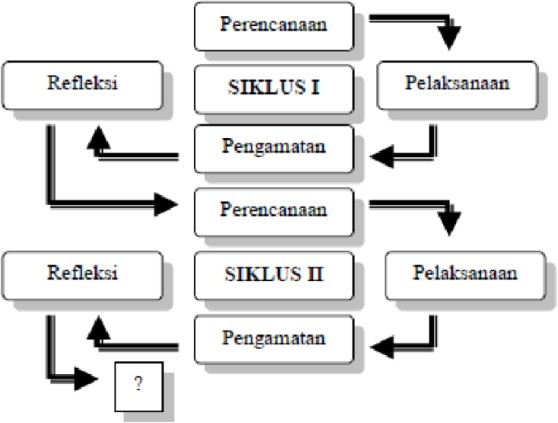 Perencanaan
Refleksi
SIKLUS I
Pelaksanaan
Pengamatan
Perencanaan
Refleksi
SIKLUS II
Pelaksanaan
Pengamatan
?